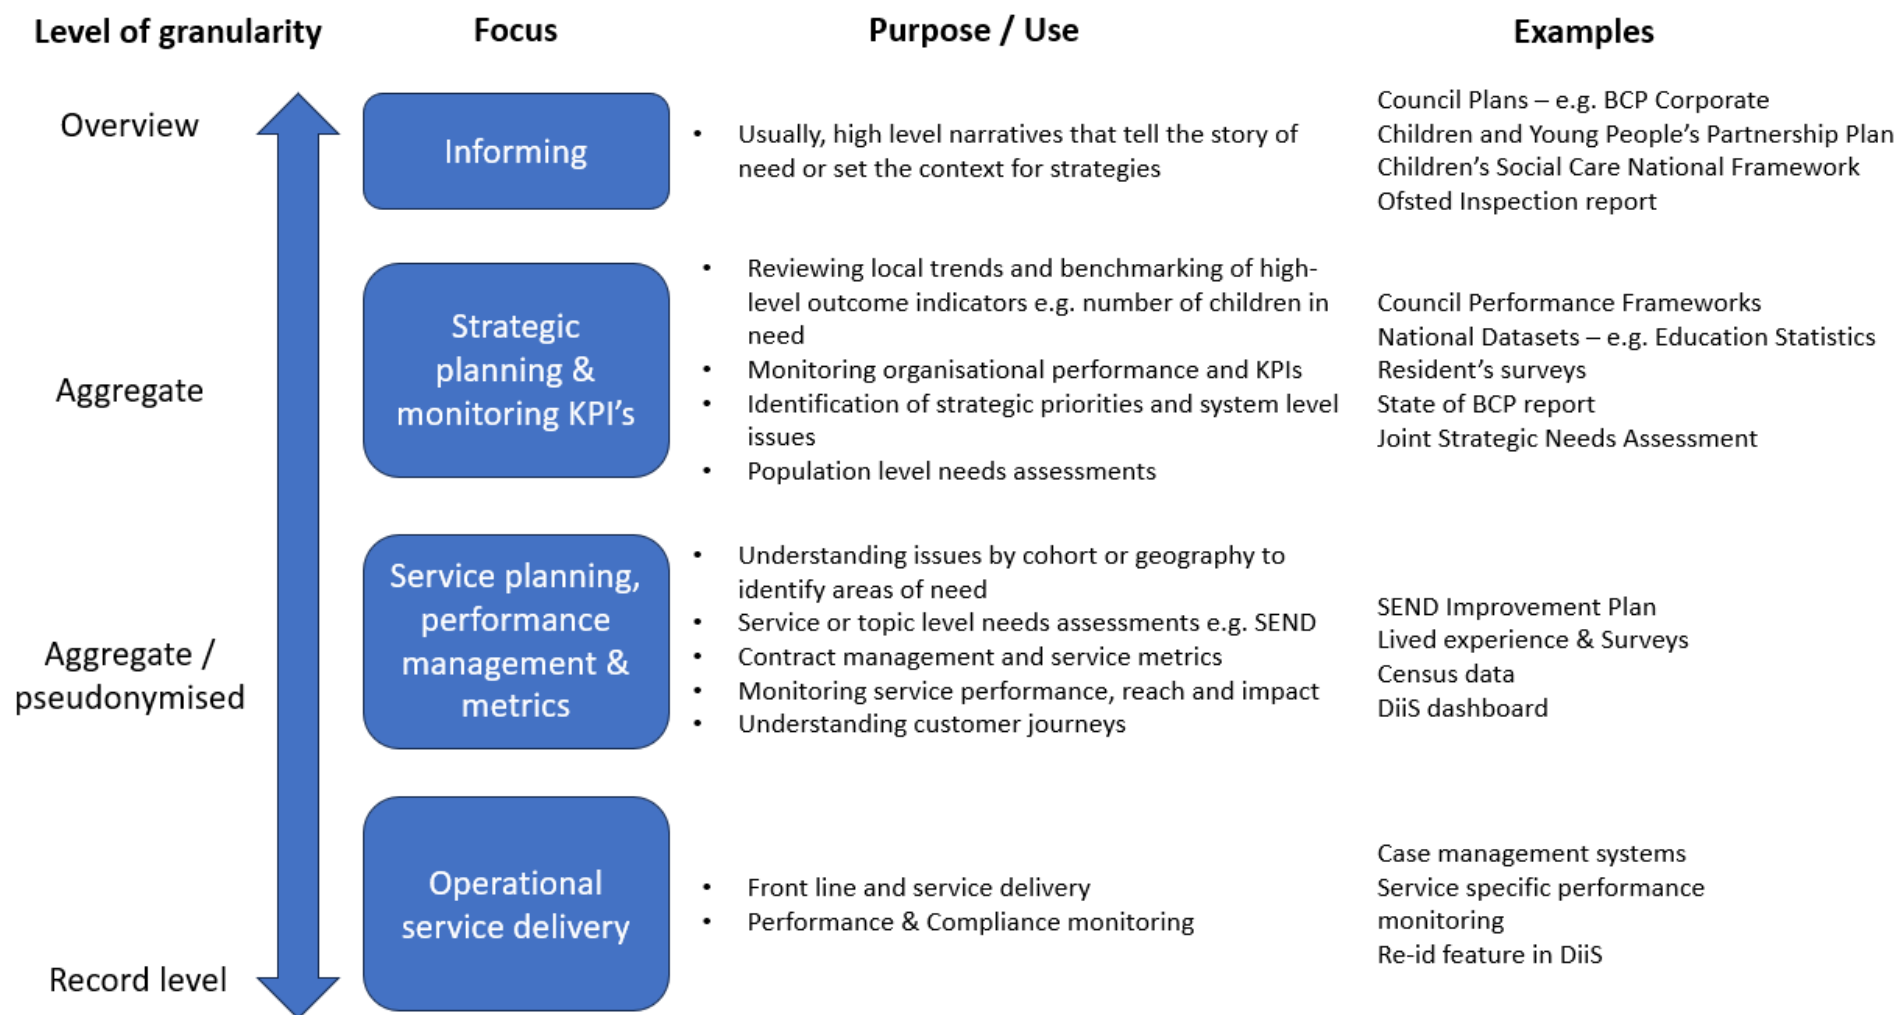 Level of granularity
Focus
Purpose / Use
Examples
Overview
Informing
• Usually, high level narratives that tell the story of
need or set the context for strategies
Council Plans – e.g. BCP Corporate
Children and Young People's Partnership Plan
Children's Social Care National Framework
Ofsted Inspection report
Aggregate
Strategic
planning &
monitoring KPI's
• Reviewing local trends and benchmarking of high-
level outcome indicators e.g. number of children in
need
• Monitoring organisational performance and KPIs
• Identification of strategic priorities and system level
issues
• Population level needs assessments
Council Performance Frameworks
National Datasets – e.g. Education Statistics
Resident's surveys
State of BCP report
Joint Strategic Needs Assessment
Aggregate /
pseudonymised
Service planning,
performance
management &
metrics
• Understanding issues by cohort or geography to
identify areas of need
• Service or topic level needs assessments e.g. SEND
• Contract management and service metrics
• Monitoring service performance, reach and impact
• Understanding customer journeys
SEND Improvement Plan
Lived experience & Surveys
Census data
DiiS dashboard
Record level
Operational
service delivery
• Front line and service delivery
• Performance & Compliance monitoring
Case management systems
Service specific performance
monitoring
Re-id feature in DiiS